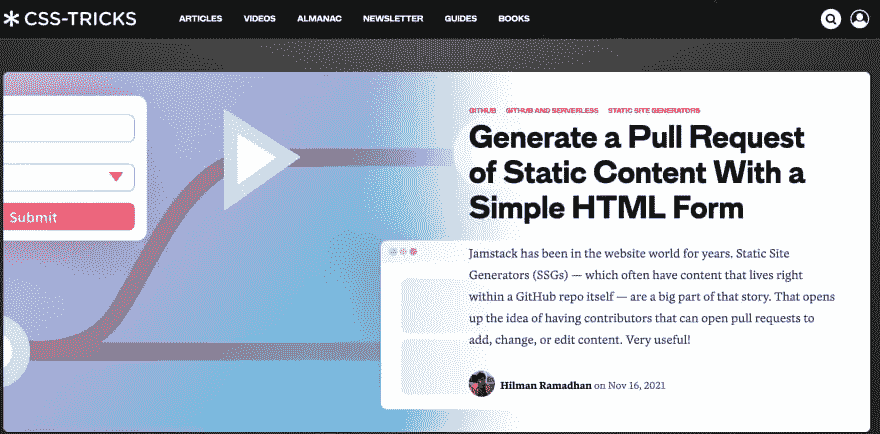 CSS-TRICKS
ARTICLES VIDEOS ALMANAC NEWSLETTER GUIDES BOOKS
GITHUB GITHUB AND SERVERLESS STATIC SITE GENERATORS
Generate a Pull Request
of Static Content With a
Simple HTML Form
Submit
Jamstack has been in the website world for years. Static Site
Generators (SSGs) — which often have content that lives right
within a GitHub repo itself — are a big part of that story. That opens
up the idea of having contributors that can open pull requests to
add, change, or edit content. Very useful!
Hilman Ramadhan on Nov 16, 2021